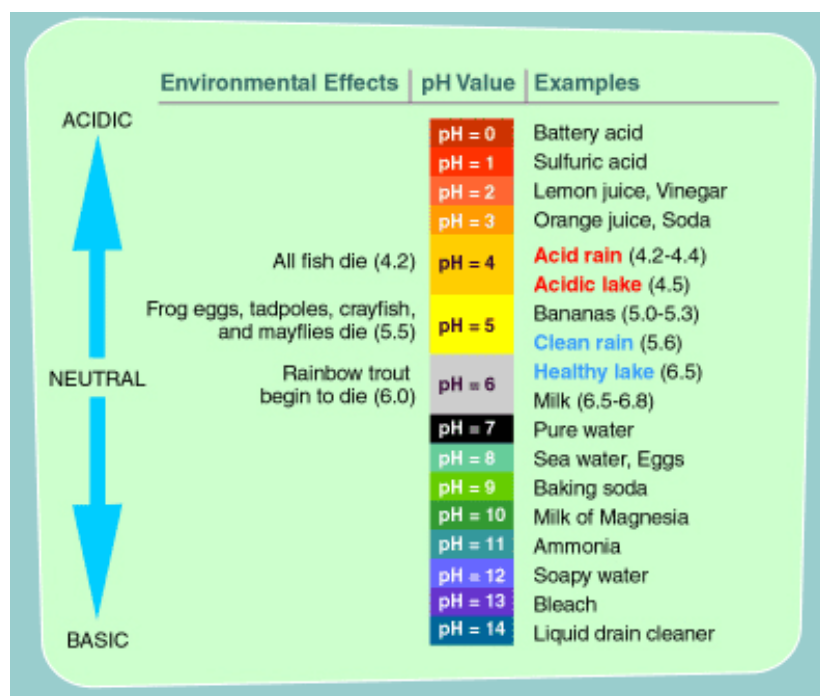 Environmental Effects pH Value Examples
ACIDIC
pH = 0 Battery acid
pH = 1 Sulfuric acid
pH = 2 Lemon juice, Vinegar
pH = 3 Orange juice, Soda
All fish die (4.2) pH = 4 Acid rain (4.2-4.4)
Acidic lake (4.5)
Frog eggs, tadpoles, crayfish, Bananas (5.0-5.3)
and mayflies die (5.5) pH = 5 Clean rain (5.6)
NEUTRAL
Rainbow trout Healthy lake (6.5)
begin to die (6.0) pH = 6 Milk (6.5-6.8)
pH = 7 Pure water
pH = 8 Sea water, Eggs
pH = 9 Baking soda
pH = 10 Milk of Magnesia
pH = 11 Ammonia
pH = 12 Soapy water
pH = 13 Bleach
pH = 14 Liquid drain cleaner
BASIC